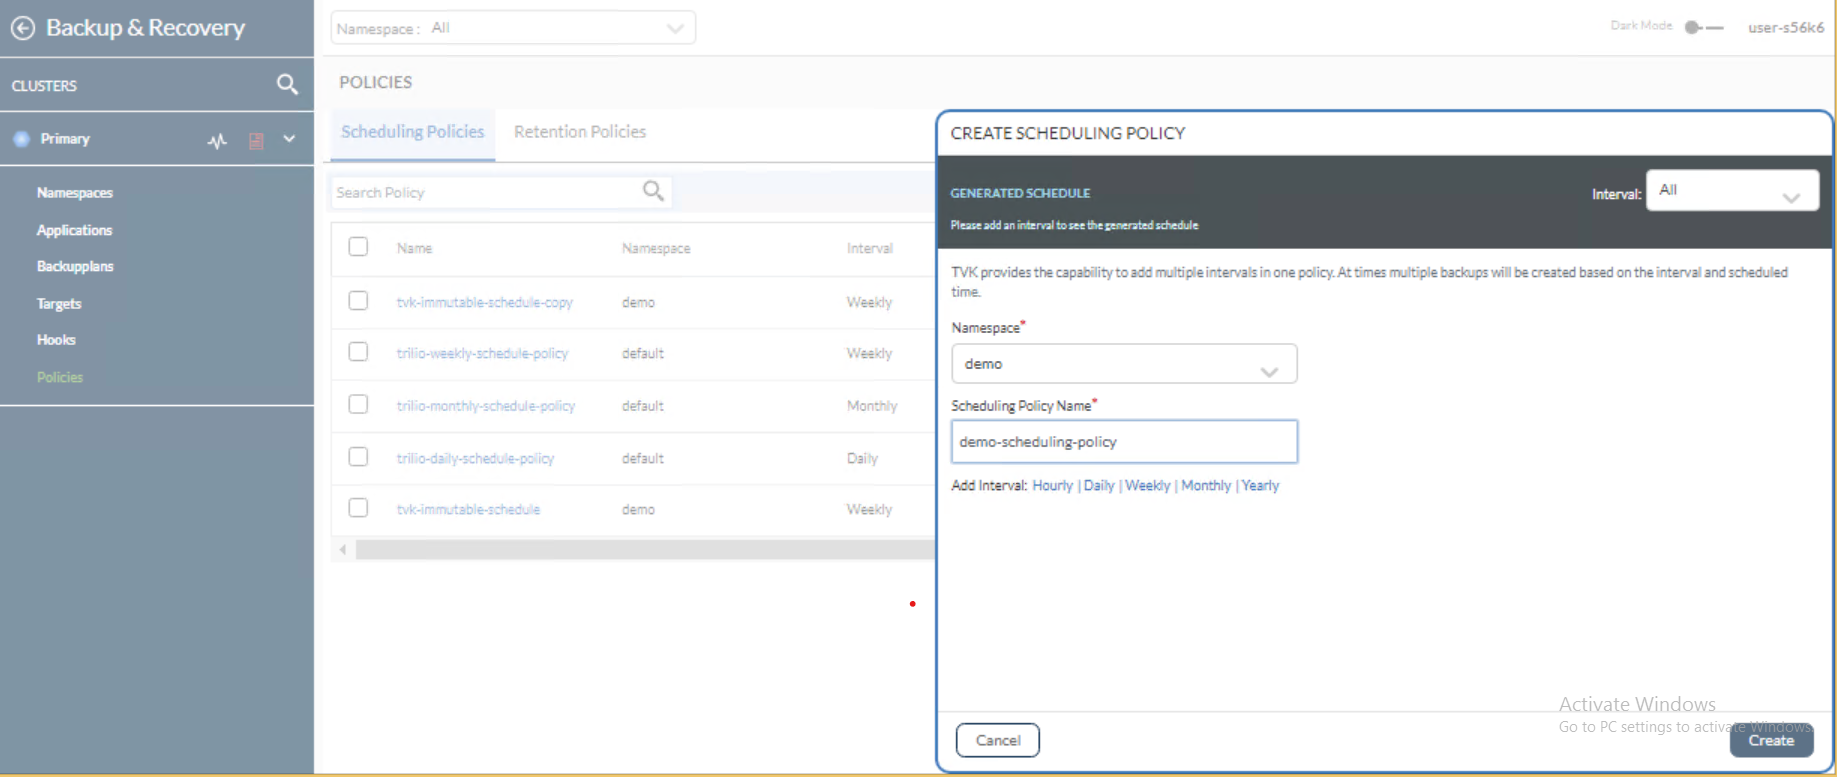 Backup & Recovery
Namespace : All
Dark Mode
user-s56k6
CLUSTERS
POLICIES
Primary
Scheduling Policies
Retention Policies
Search Policy
Namespaces
Applications
Backupplans
Targets
Hooks
Policies
Name Namespace Interval
tvk-immutable-schedule-copy demo Weekly
trilio-weekly-schedule-policy default Weekly
trilio-monthly-schedule-policy default Monthly
trilio-daily-schedule-policy default Daily
tvk-immutable-schedule demo Weekly
CREATE SCHEDULING POLICY
GENERATED SCHEDULE
Interval: All
Please add an interval to see the generated schedule
TVK provides the capability to add multiple intervals in one policy. At times multiple backups will be created based on the interval and scheduled
time.
Namespace*
demo
Scheduling Policy Name*
demo-scheduling-policy
Add Interval: Hourly | Daily | Weekly | Monthly | Yearly
Activate Windows
Go to PC settings to activate Windows.
Cancel
Create